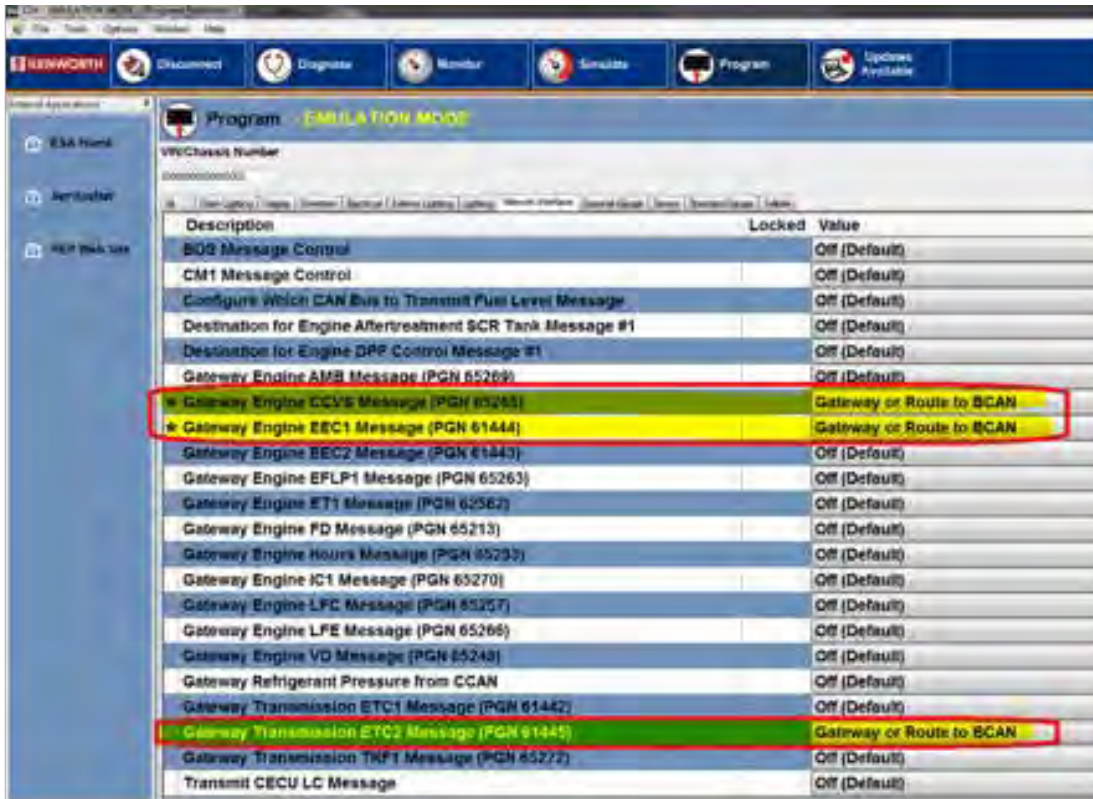 File Tools Options Window Help
KENWORTH Disconnect Diagnose Monitor Simulate Program Updates Available
ESA Home
Program - EMULATION MODE
VIN/Chassis Number
Description Locked Value
BOS Message Control Off (Default)
CM1 Message Control Off (Default)
Configure Which CAN Bus to Transmit Fuel Level Message Off (Default)
Destination for Engine Aftertreatment SCR Tank Message #1 Off (Default)
Destination for Engine DPF Control Message #1 Off (Default)
Gateway Engine AMB Message (PGN 65269) Off (Default)
* Gateway Engine CCVS Message (PGN 65265) Gateway or Route to BCAN
* Gateway Engine EEC1 Message (PGN 61444) Gateway or Route to BCAN
Gateway Engine EEC2 Message (PGN 61443) Off (Default)
Gateway Engine EFLP1 Message (PGN 65263) Off (Default)
Gateway Engine ET1 Message (PGN 65262) Off (Default)
Gateway Engine FD Message (PGN 65213) Off (Default)
Gateway Engine Hours Message (PGN 65253) Off (Default)
Gateway Engine IC1 Message (PGN 65270) Off (Default)
Gateway Engine LFC Message (PGN 65257) Off (Default)
Gateway Engine LFE Message (PGN 65266) Off (Default)
Gateway Engine VD Message (PGN 65248) Off (Default)
Gateway Refrigerant Pressure from CCAN Off (Default)
Gateway Transmission ETC1 Message (PGN 61442) Off (Default)
Gateway Transmission ETC2 Message (PGN 61445) Gateway or Route to BCAN
Gateway Transmission TRF1 Message (PGN 65272) Off (Default)
Transmit CECU LC Message Off (Default)